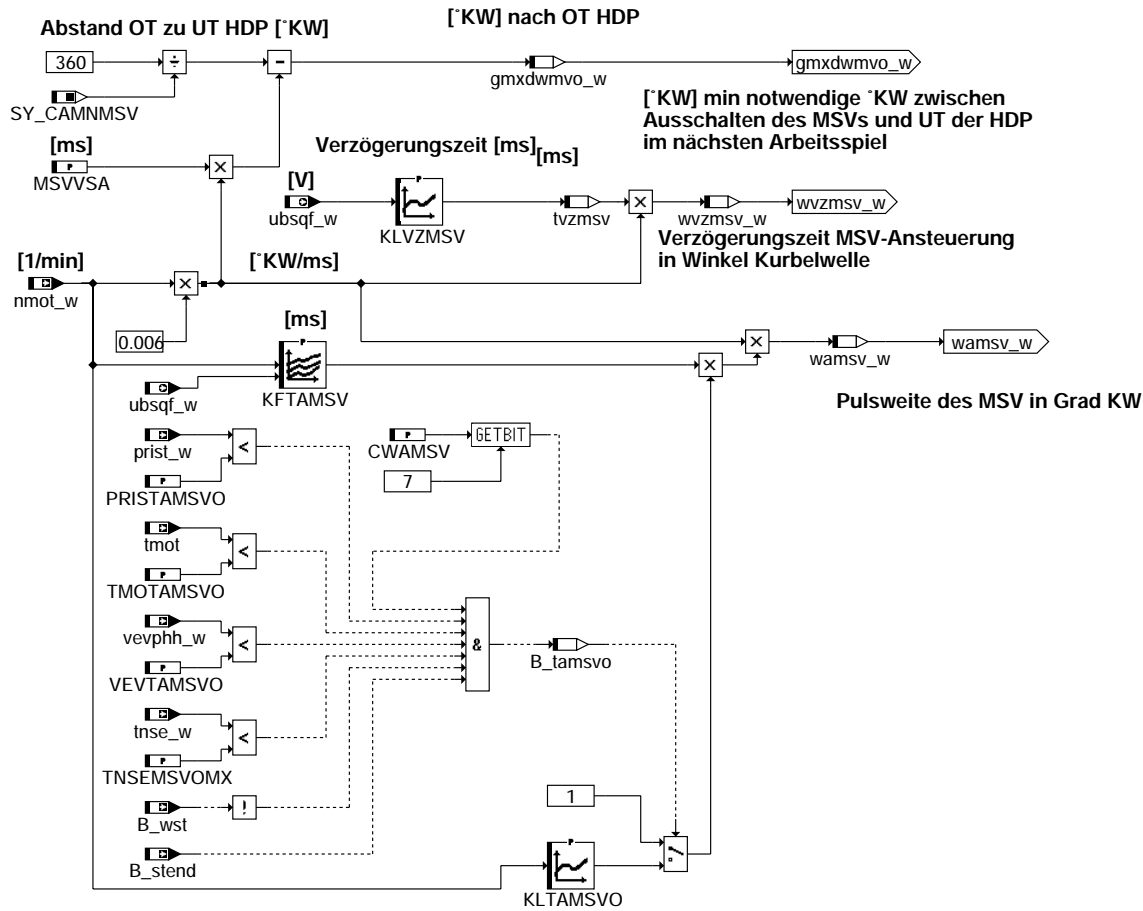 Abstand OT zu UT HDP [°KW]
[°KW] nach OT HDP
360
÷
−
gmxdwmvo_w
gmxdwmvo_w
SY_CAMNMSV
[°KW] min notwendige °KW zwischen
Ausschalten des MSVs und UT der HDP
im nächsten Arbeitsspiel
[ms]
P
MSVVSA
×
Verzögerungszeit [ms]
[ms]
[V]
ubsqf_w
P
KLVZMSV
tvzmsv
×
wvzmsv_w
wvzmsv_w
Verzögerungszeit MSV-Ansteuerung
in Winkel Kurbelwelle
[1/min]
nmot_w
×
[°KW/ms]
0.006
[ms]
P
KFTAMSV
×
×
wamsv_w
wamsv_w
ubsqf_w
Pulsweite des MSV in Grad KW
prist_w
<
P
PRISTAMSVO
P
CWAMSV
GETBIT
7
tmot
<
P
TMOTAMSVO
vevphh_w
<
P
VEVTAMSVO
&
B_tamsvo
tnse_w
<
P
TNSEMSVOMX
B_wst
!
1
B_stend
P
KLTAMSVO